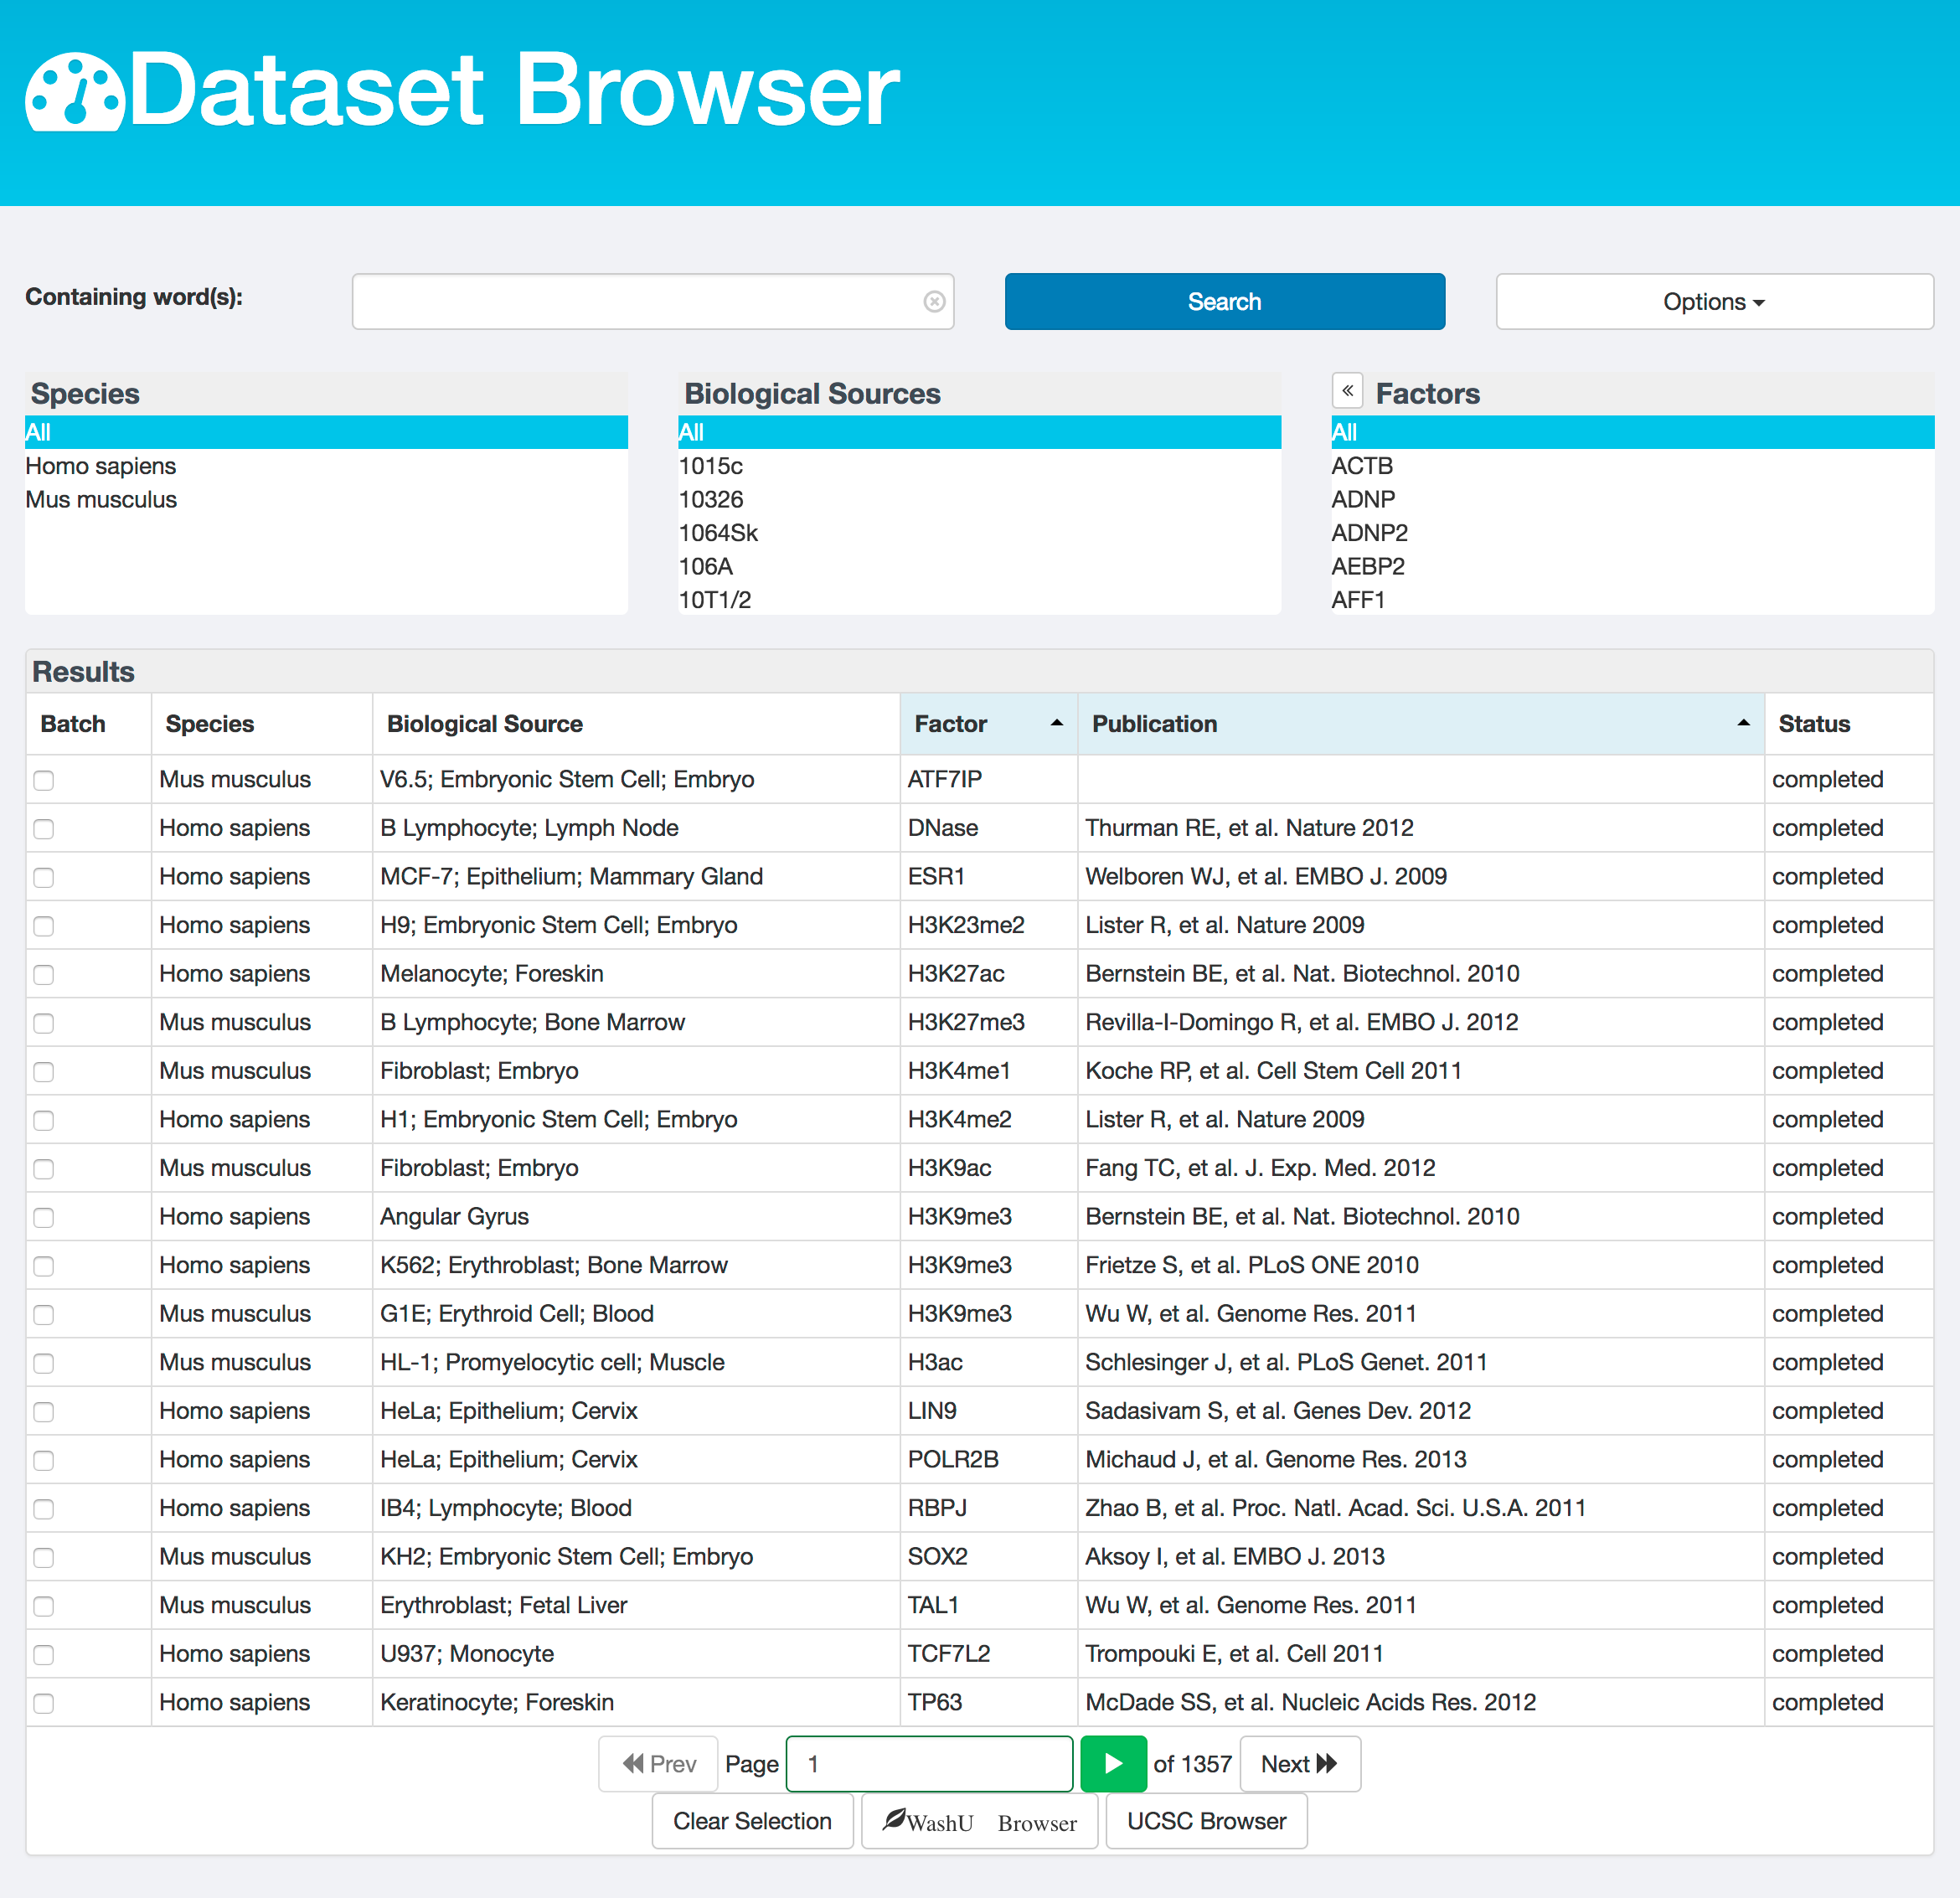 Dataset Browser
Containing word(s):
Search
Options
Species
All
Homo sapiens
Mus musculus
Biological Sources
All
1015c
10326
1064Sk
106A
10T1/2
« Factors
All
ACTB
ADNP
ADNP2
AEBP2
AFF1
Results
Batch Species Biological Source Factor Publication Status
Mus musculus V6.5; Embryonic Stem Cell; Embryo ATF7IP completed
Homo sapiens B Lymphocyte; Lymph Node DNase Thurman RE, et al. Nature 2012 completed
Homo sapiens MCF-7; Epithelium; Mammary Gland ESR1 Welboren WJ, et al. EMBO J. 2009 completed
Homo sapiens H9; Embryonic Stem Cell; Embryo H3K23me2 Lister R, et al. Nature 2009 completed
Homo sapiens Melanocyte; Foreskin H3K27ac Bernstein BE, et al. Nat. Biotechnol. 2010 completed
Mus musculus B Lymphocyte; Bone Marrow H3K27me3 Revilla-I-Domingo R, et al. EMBO J. 2012 completed
Mus musculus Fibroblast; Embryo H3K4me1 Koche RP, et al. Cell Stem Cell 2011 completed
Homo sapiens H1; Embryonic Stem Cell; Embryo H3K4me2 Lister R, et al. Nature 2009 completed
Mus musculus Fibroblast; Embryo H3K9ac Fang TC, et al. J. Exp. Med. 2012 completed
Homo sapiens Angular Gyrus H3K9me3 Bernstein BE, et al. Nat. Biotechnol. 2010 completed
Homo sapiens K562; Erythroblast; Bone Marrow H3K9me3 Frietze S, et al. PLoS ONE 2010 completed
Mus musculus G1E; Erythroid Cell; Blood H3K9me3 Wu W, et al. Genome Res. 2011 completed
Mus musculus HL-1; Promyelocytic cell; Muscle H3ac Schlesinger J, et al. PLoS Genet. 2011 completed
Homo sapiens HeLa; Epithelium; Cervix LIN9 Sadasivam S, et al. Genes Dev. 2012 completed
Homo sapiens HeLa; Epithelium; Cervix POLR2B Michaud J, et al. Genome Res. 2013 completed
Homo sapiens IB4; Lymphocyte; Blood RBPJ Zhao B, et al. Proc. Natl. Acad. Sci. U.S.A. 2011 completed
Mus musculus KH2; Embryonic Stem Cell; Embryo SOX2 Aksoy I, et al. EMBO J. 2013 completed
Mus musculus Erythroblast; Fetal Liver TAL1 Wu W, et al. Genome Res. 2011 completed
Homo sapiens U937; Monocyte TCF7L2 Trompouki E, et al. Cell 2011 completed
Homo sapiens Keratinocyte; Foreskin TP63 McDade SS, et al. Nucleic Acids Res. 2012 completed
Prev Page 1 of 1357 Next
Clear Selection WashU Browser UCSC Browser